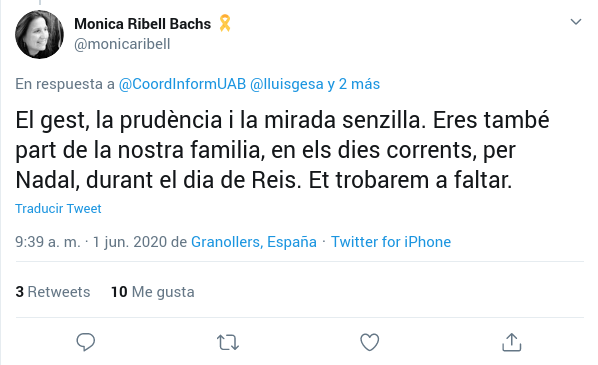 Monica Ribell Bachs 🎗
@monicaribell
En respuesta a @CoordInformUAB @lluisgesa y 2 más
El gest, la prudència i la mirada senzilla. Eres també
part de la nostra familia, en els dies corrents, per
Nadal, durant el dia de Reis. Et trobarem a faltar.
Traducir Tweet
9:39 a. m. · 1 jun. 2020 de Granollers, España · Twitter for iPhone
3 Retweets 10 Me gusta